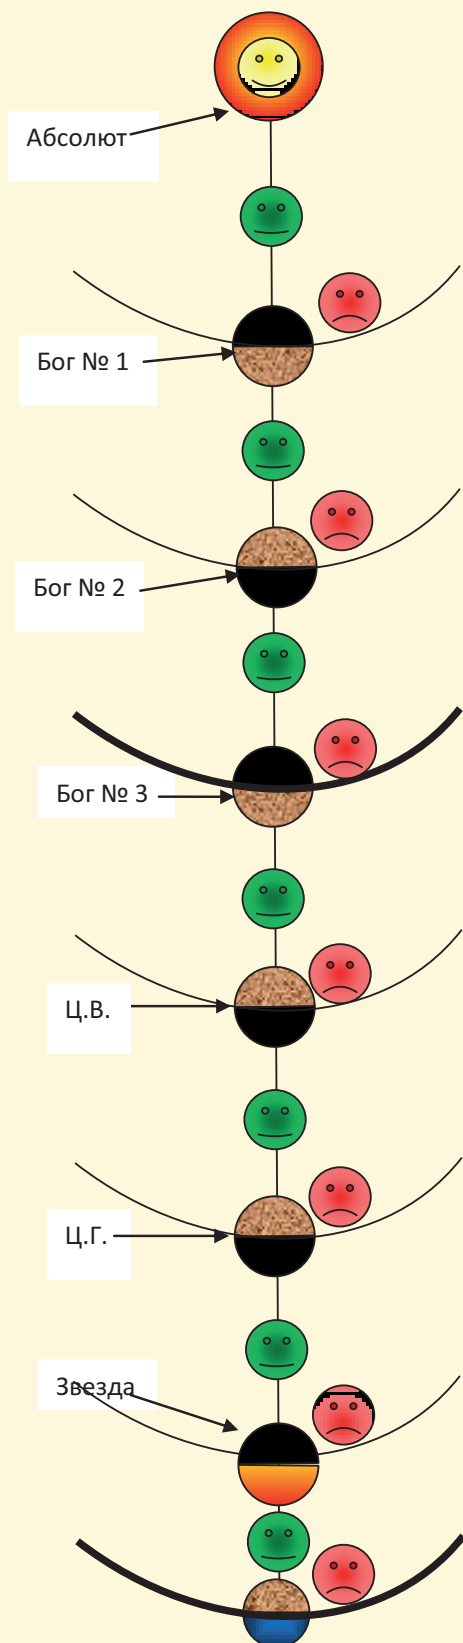 Абсолют
Бог № 1
Бог № 2
Бог № 3
Ц.В.
Ц.Г.
Звезда